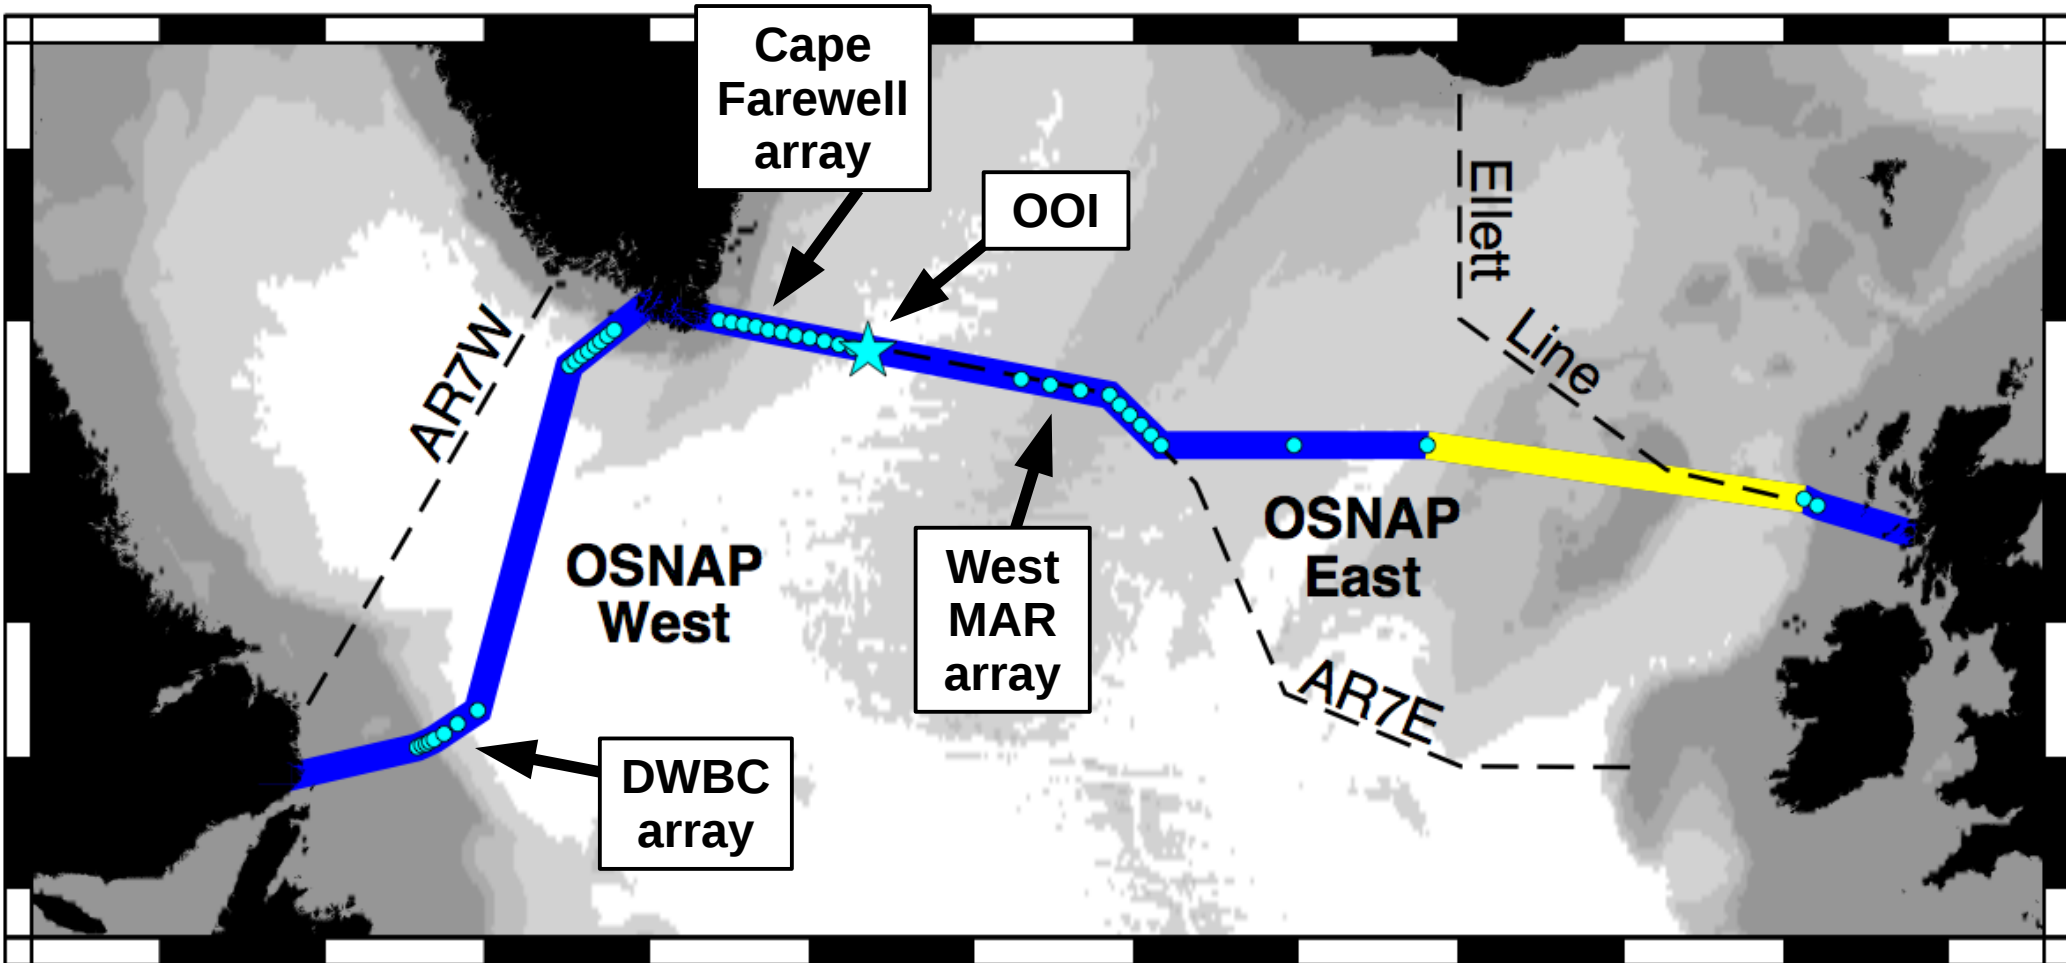 Cape
Farewell
array
OOI
Ellett
Line
AR7W
OSNAP
West
OSNAP
East
West
MAR
array
AR7E
DWBC
array